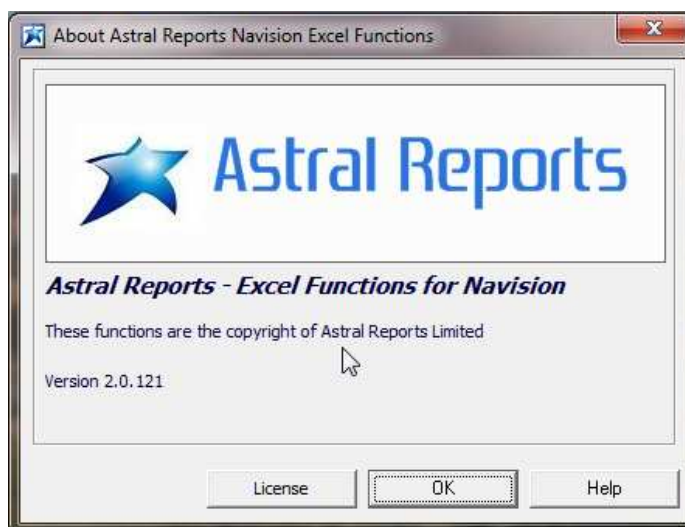 About Astral Reports Navision Excel Functions
Astral Reports
Astral Reports - Excel Functions for Navision
These functions are the copyright of Astral Reports Limited
Version 2.0.121
License
OK
Help